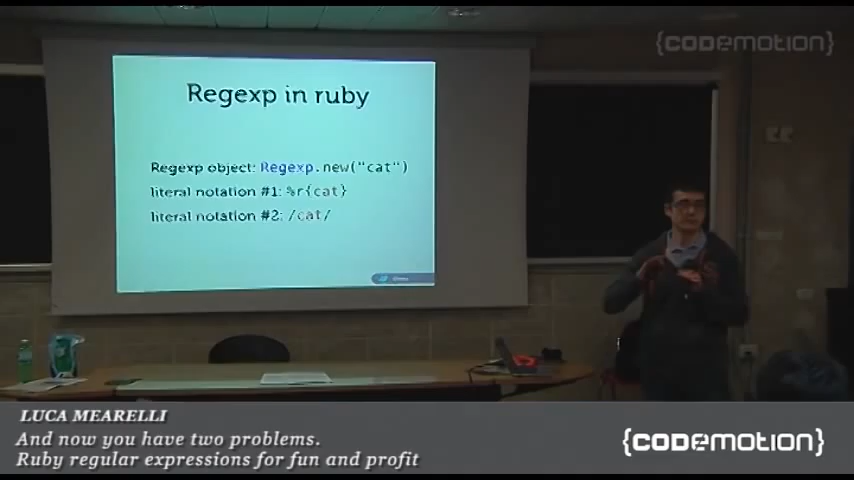 {CODEMOTION}
Regexp in ruby
Regexp object: Regexp.new("cat")
literal notation #1: %r{cat}
literal notation #2: /cat/
LUCA MEARELLI
And now you have two problems.
Ruby regular expressions for fun and profit
{CODEMOTION}